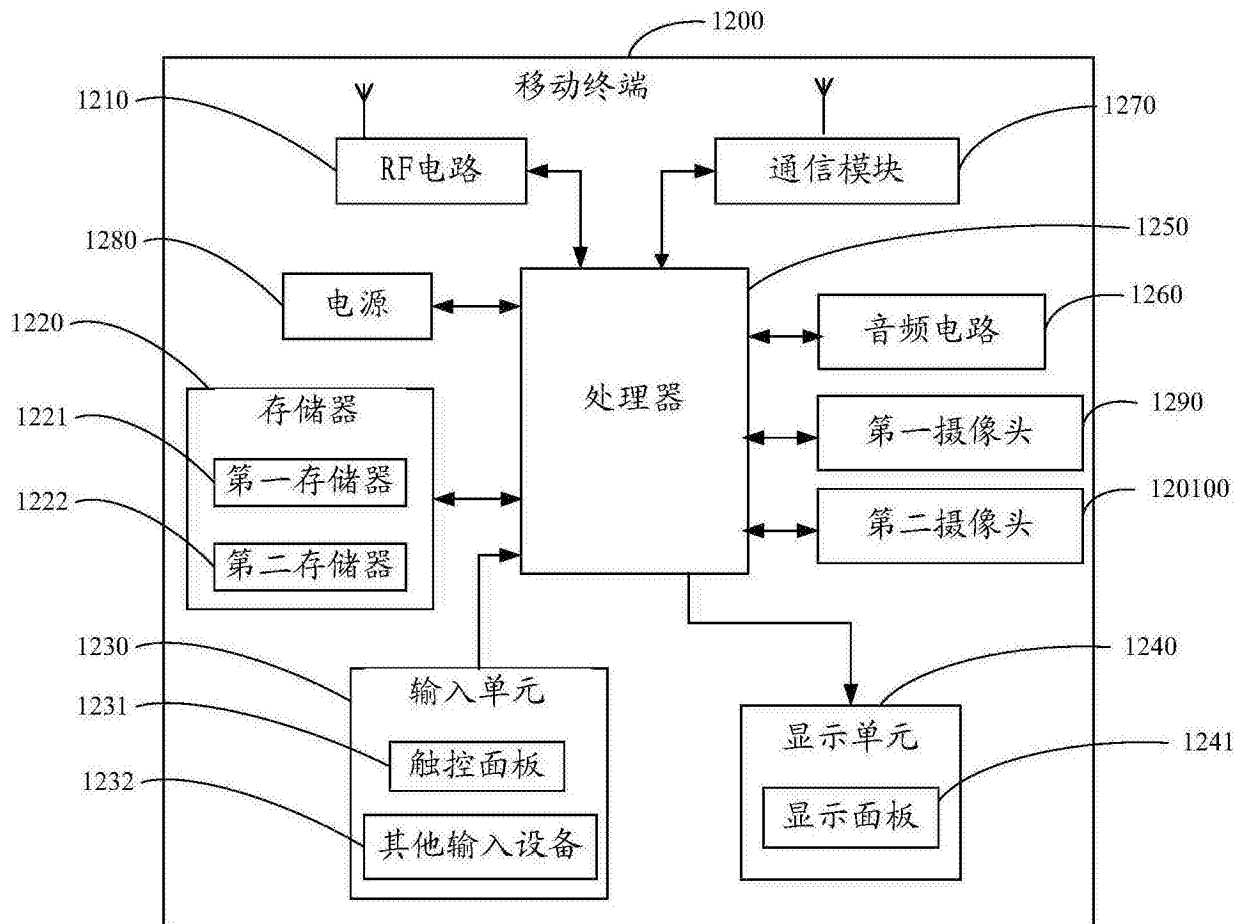 1200
移动终端
1210
1270
RF电路
通信模块
1280
1250
电源
1260
音频电路
1220
存储器
处理器
1290
第一摄像头
1221
第一存储器
1222
120100
第二摄像头
第二存储器
1230
1240
输入单元
1231
显示单元
1241
触控面板
1232
显示面板
其他输入设备